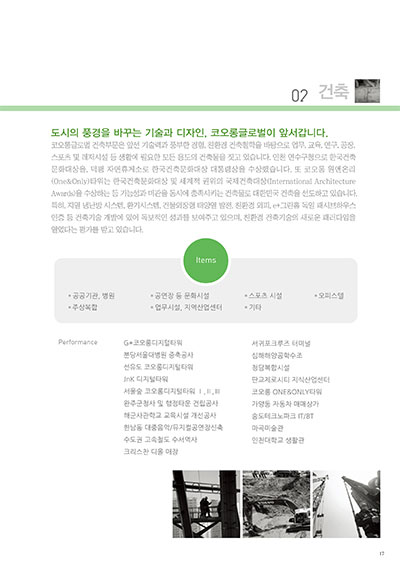 02 건축
도시의 풍경을 바꾸는 기술과 디자인, 코오롱글로벌이 앞서갑니다.
코오롱글로벌 건축부문은 앞선 기술력과 풍부한 경험, 친환경 건축철학을 바탕으로 업무, 교육, 연구, 공장,
스포츠 및 레저시설 등 생활에 필요한 모든 용도의 건축물을 짓고 있습니다. 인천 연수구청으로 한국건축
문화대상을, 덕평 자연휴게소로 한국건축문화대상 대통령상을 수상했습니다. 또 코오롱 원앤온리
(One&Only)타워는 한국건축문화대상 및 세계적 권위의 국제건축대상(International Architecture
Awards)을 수상하는 등 기능성과 미관을 동시에 충족시키는 건축물로 대한민국 건축을 선도하고 있습니다.
특히, 지열 냉난방 시스템, 환기시스템, 건물외장형 태양열 발전, 친환경 외피, e+그린홈 독일 패시브하우스
인증 등 건축기술 개발에 있어 독보적인 성과를 보여주고 있으며, 친환경 건축기술의 새로운 패러다임을
열었다는 평가를 받고 있습니다.
Items
• 공공기관, 병원
• 공연장 등 문화시설
• 스포츠 시설
• 오피스텔
• 주상복합
• 업무시설, 지역산업센터
• 기타
Performance
G+코오롱디지털타워
분당서울대병원 증축공사
선유도 코오롱디지털타워
JnK 디지털타워
서울숲 코오롱디지털타워 Ⅰ,Ⅱ,Ⅲ
완주군청사 및 행정타운 건립공사
해군사관학교 교육시설 개선공사
한남동 대중음악/뮤지컬공연장신축
수도권 고속철도 수서역사
크리스찬 디올 매장
서귀포크루즈 터미널
심해해양공학수조
청담복합시설
판교제로시티 지식산업센터
코오롱 ONE&ONLY타워
가양동 자동차 매매상가
송도테크노파크 IT/BT
마곡미술관
인천대학교 생활관
17